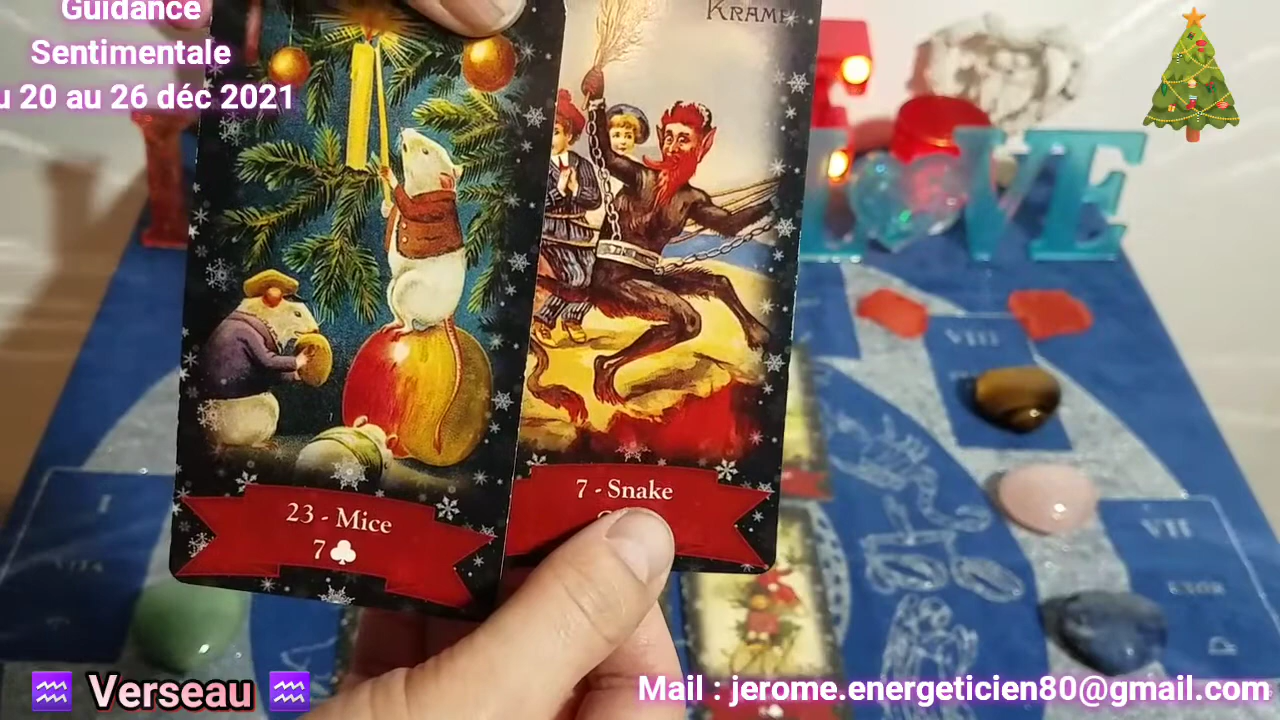 Guidance
Sentimentale
u 20 au 26 déc 2021
KRAMP
23 - Mice
7 ♣
7 - Snake
VE
VIII
I
VII
♒ Verseau ♒
Mail : jerome.energeticien80@gmail.com